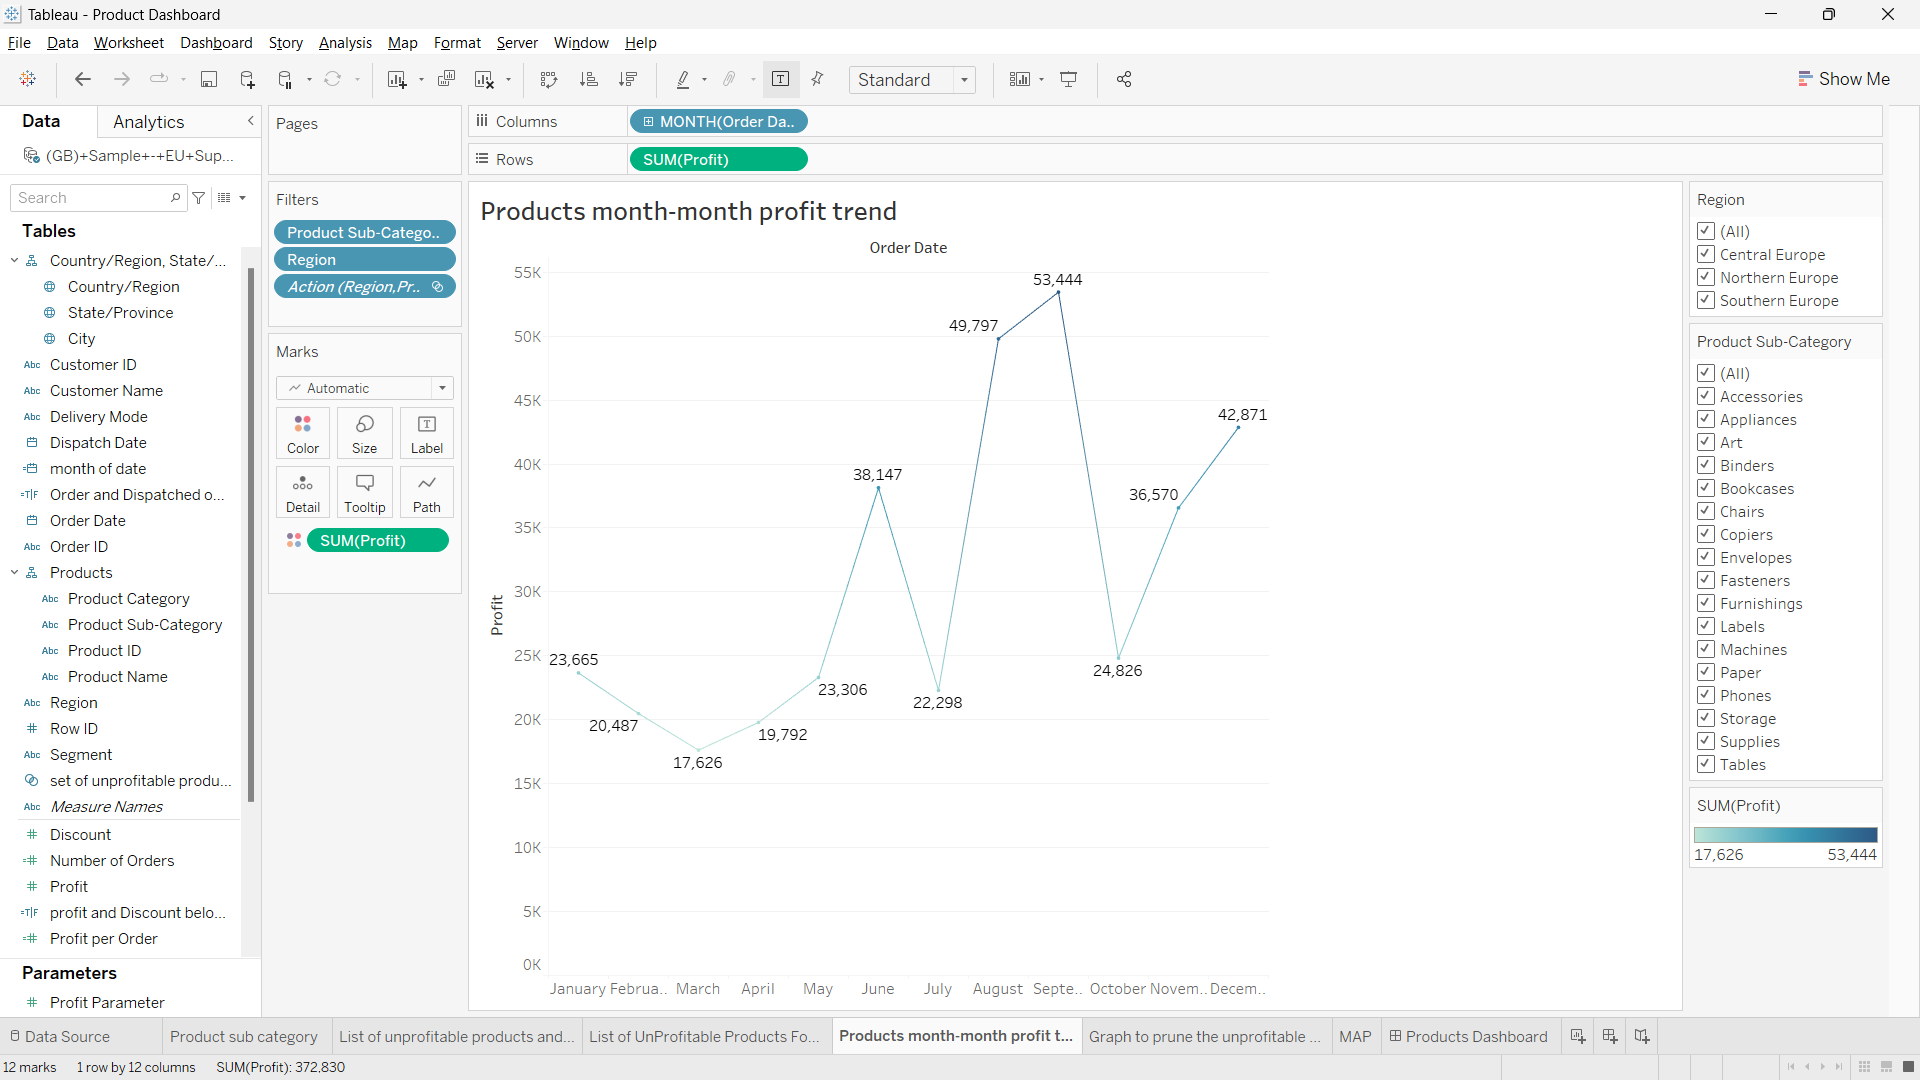 Tableau - Product Dashboard
File Data Worksheet Dashboard Story Analysis Map Format Server Window Help
Standard
Show Me
Data
Analytics
(GB)+Sample+-+EU+Sup...
Search
Tables
Country/Region, State/...
Country/Region
State/Province
City
Abc Customer ID
Abc Customer Name
Abc Delivery Mode
Dispatch Date
month of date
=T|F Order and Dispatched o...
Order Date
Abc Order ID
Products
Abc Product Category
Abc Product Sub-Category
Abc Product ID
Abc Product Name
Abc Region
# Row ID
Abc Segment
set of unprofitable produ...
Abc Measure Names
# Discount
=# Number of Orders
# Profit
=T|F profit and Discount belo...
=# Profit per Order
Parameters
# Profit Parameter
Pages
Filters
Product Sub-Catego..
Region
Action (Region,Pr..
Marks
Automatic
Color Size Label
Detail Tooltip Path
SUM(Profit)
Columns MONTH(Order Da..
Rows SUM(Profit)
Products month-month profit trend
Order Date
Profit
55K
50K
45K
40K
35K
30K
25K
20K
15K
10K
5K
0K
23,665
20,487
17,626
19,792
23,306
38,147
22,298
49,797
53,444
24,826
36,570
42,871
January Februa.. March April May June July August Septe.. October Novem.. Decem..
Region
(All)
Central Europe
Northern Europe
Southern Europe
Product Sub-Category
(All)
Accessories
Appliances
Art
Binders
Bookcases
Chairs
Copiers
Envelopes
Fasteners
Furnishings
Labels
Machines
Paper
Phones
Storage
Supplies
Tables
SUM(Profit)
17,626 53,444
Data Source
Product sub category
List of unprofitable products and...
List of UnProfitable Products Fo...
Products month-month profit t...
Graph to prune the unprofitable ...
MAP
Products Dashboard
12 marks 1 row by 12 columns SUM(Profit): 372,830